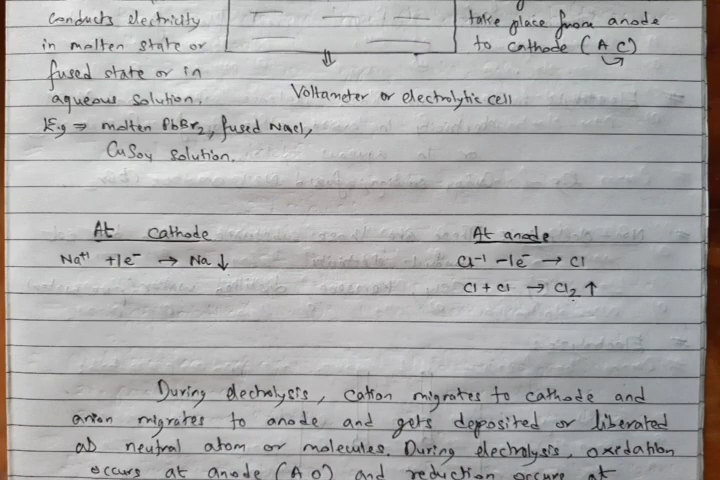 Conducts electricity
in molten state or
fused state or in
aqueous solution.
E.g ⇒ molten PbBr₂, fused NaCl,
CuSO₄ solution.
take place from anode
to cathode (A C)
⇓
Voltameter or electrolytic cell
At cathode
Na⁺¹ +1e⁻ → Na ↓
At anode
Cl⁻¹ -1e⁻ → Cl
Cl + Cl → Cl₂ ↑
During electrolysis, cation migrates to cathode and
anion migrates to anode and gets deposited or liberated
as neutral atom or molecules. During electrolysis, oxidation
occurs at anode (A O) and reduction occurs at